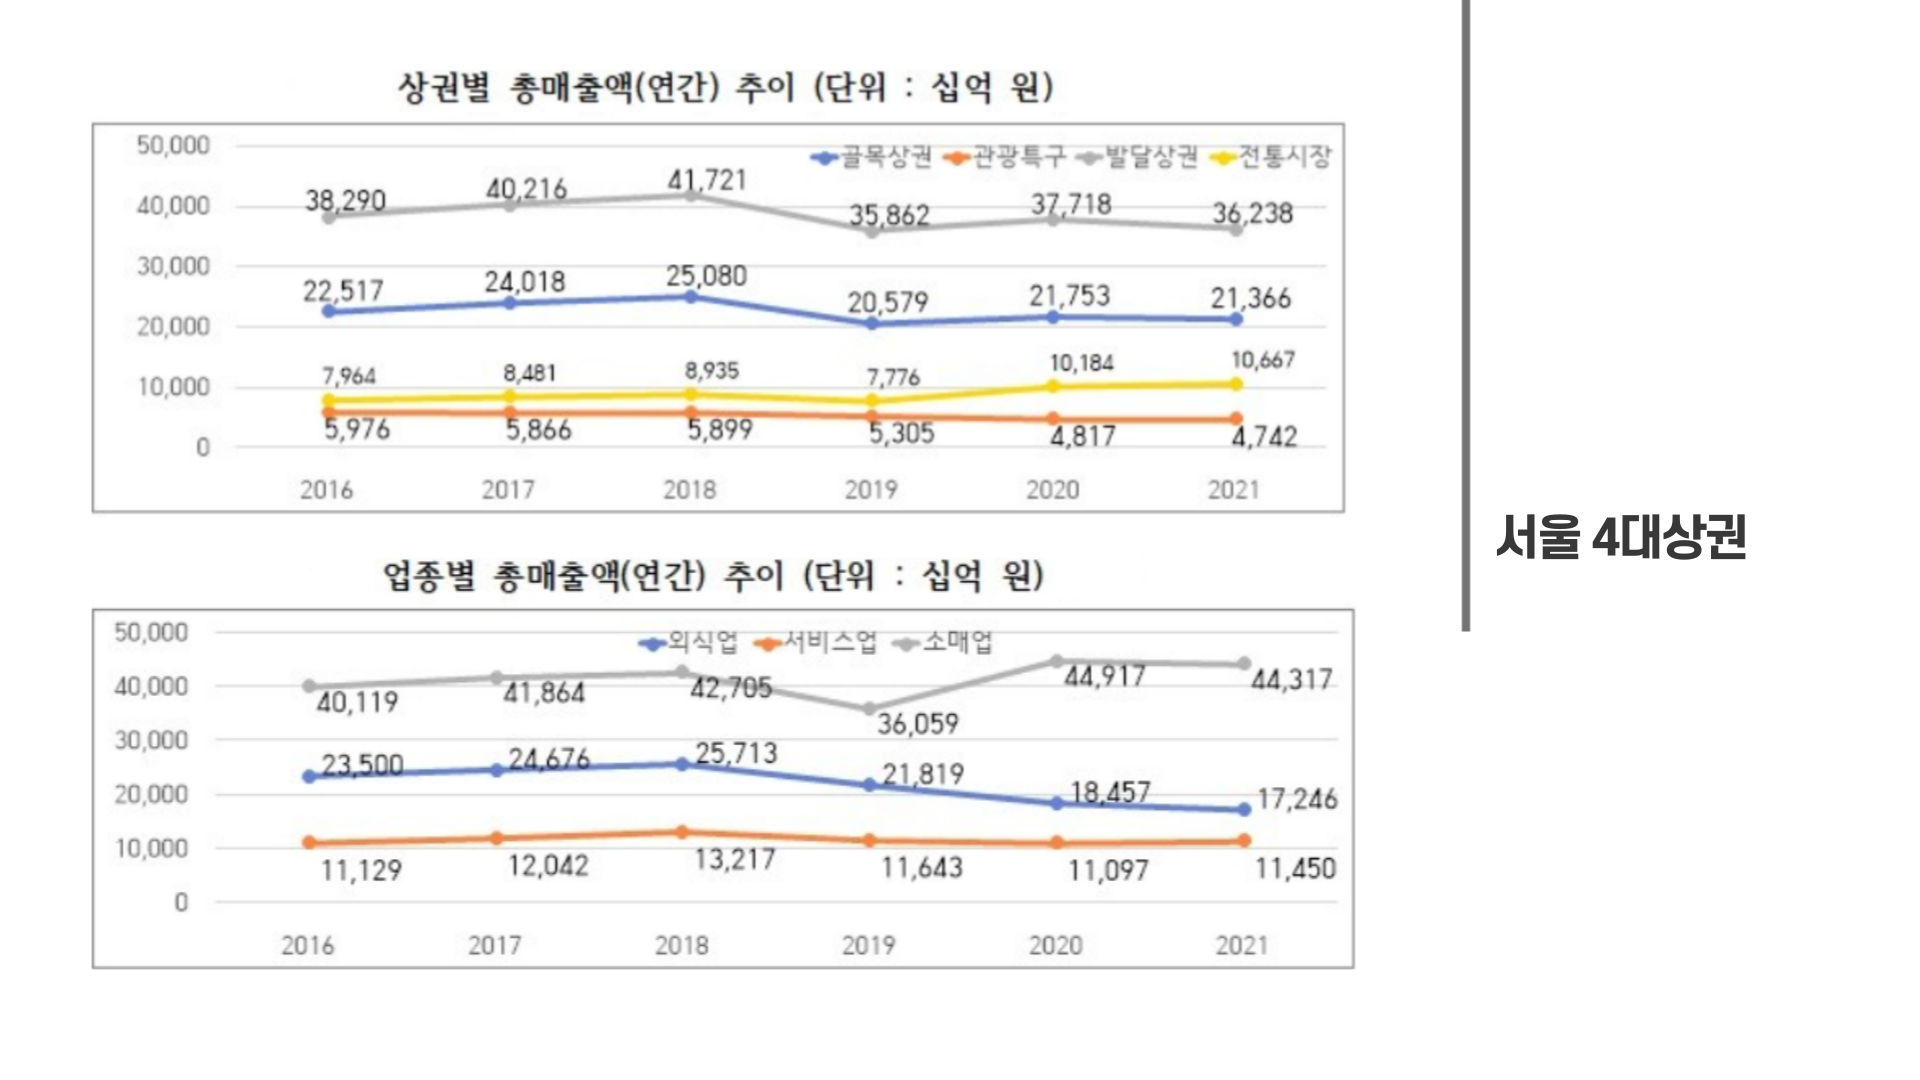 상권별 총매출액(연간) 추이 (단위 : 십억 원)
50,000
골목상권 관광특구 발달상권 전통시장
38,290 40,216 41,721 35,862 37,718 36,238
40,000
30,000
22,517 24,018 25,080 20,579 21,753 21,366
20,000
7,964 8,481 8,935 7,776 10,184 10,667
10,000
5,976 5,866 5,899 5,305 4,817 4,742
0
2016 2017 2018 2019 2020 2021
서울 4대상권
업종별 총매출액(연간) 추이 (단위 : 십억 원)
50,000
외식업 서비스업 소매업
40,000
40,119 41,864 42,705 36,059 44,917 44,317
30,000
23,500 24,676 25,713 21,819 18,457 17,246
20,000
10,000
11,129 12,042 13,217 11,643 11,097 11,450
0
2016 2017 2018 2019 2020 2021